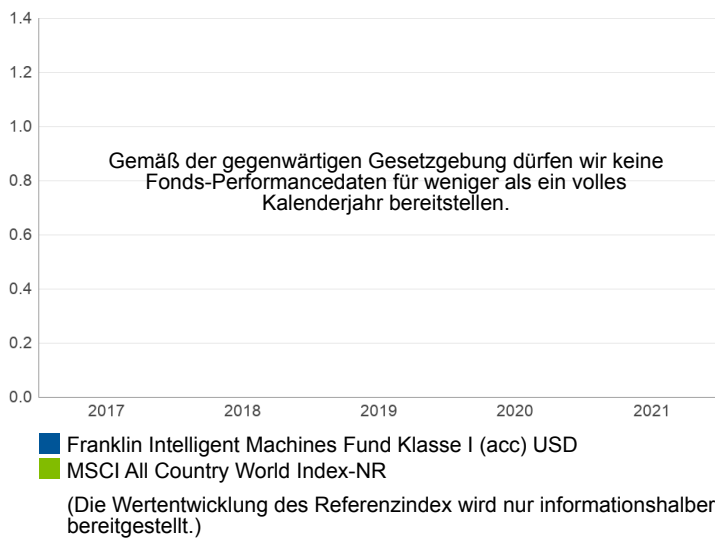 1.4
1.2
1.0
Gemäß der gegenwärtigen Gesetzgebung dürfen wir keine
Fonds-Performancedaten für weniger als ein volles
Kalenderjahr bereitstellen.
0.8
0.6
0.4
0.2
0.0
2017 2018 2019 2020 2021
Franklin Intelligent Machines Fund Klasse I (acc) USD
MSCI All Country World Index-NR
(Die Wertentwicklung des Referenzindex wird nur informationshalber
bereitgestellt.)